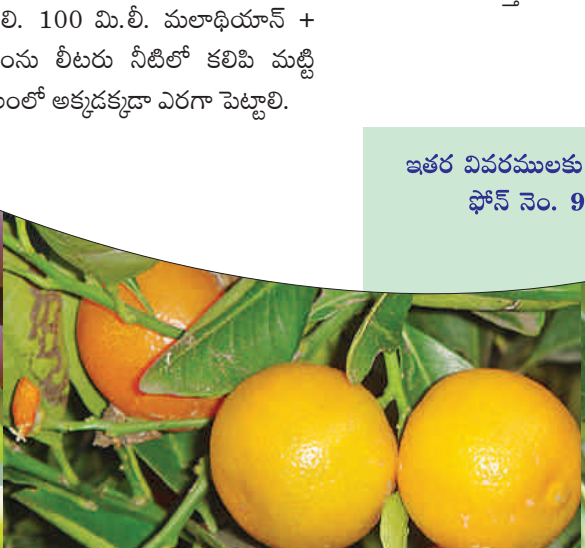 లి. 100 మి.లీ. మలాథియాన్ +
ంను లీటరు నీటిలో కలిపి మట్టి
లంలో అక్కడక్కడా ఎరగా పెట్టాలి.
ఇతర వివరములకు
ఫోన్ నెం. 9